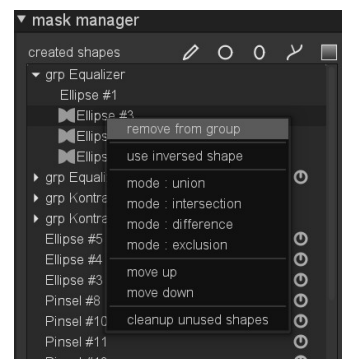 mask manager
created shapes
grp Equalizer
Ellipse #1
Ellipse #3
remove from group
Ellips
use inversed shape
Ellips
grp Equali
mode : union
grp Kontra
mode : intersection
grp Kontra
mode : difference
Ellipse #5
mode : exclusion
Ellipse #4
move up
Ellipse #3
move down
Pinsel #8
Pinsel #10
cleanup unused shapes
Pinsel #11